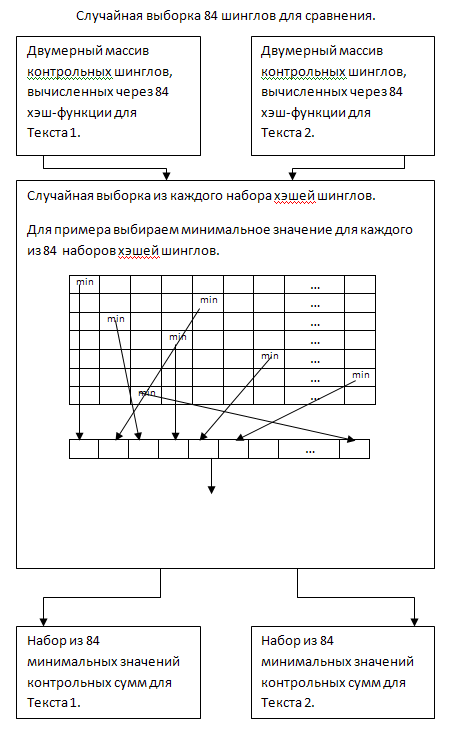 Случайная выборка 84 шинглов для сравнения.
Двумерный массив
контрольных шинглов,
вычисленных через 84
хэш-функции для
Текста 1.
Двумерный массив
контрольных шинглов,
вычисленных через 84
хэш-функции для
Текста 2.
Случайная выборка из каждого набора хэшей шинглов.
Для примера выбираем минимальное значение для каждого
из 84 наборов хэшей шинглов.
min
...
min
...
min
...
min
...
min
...
min
...
min
...
...
Набор из 84
минимальных значений
контрольных сумм для
Текста 1.
Набор из 84
минимальных значений
контрольных сумм для
Текста 2.